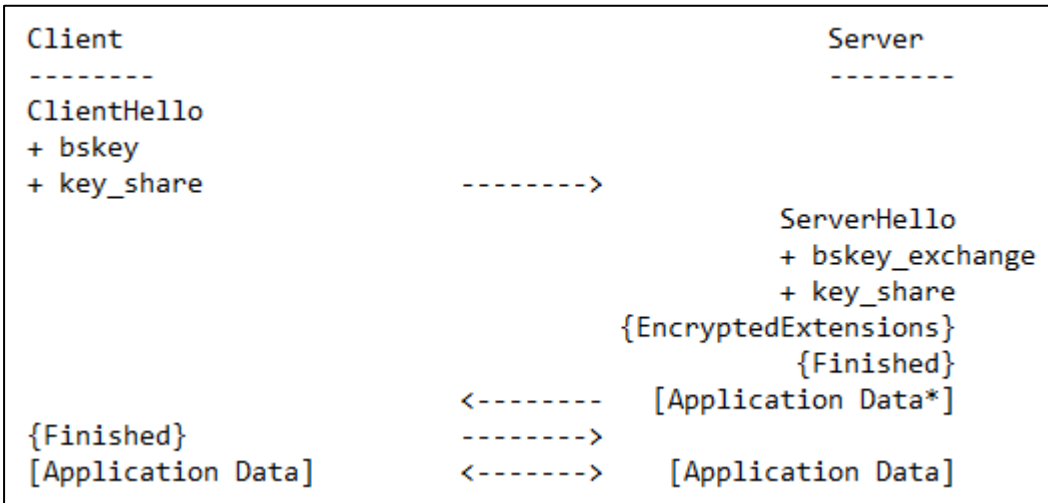 Client Server
-------- --------
ClientHello
+ bskey
+ key_share -------->
ServerHello
+ bskey_exchange
+ key_share
{EncryptedExtensions}
{Finished}
<-------- [Application Data*]
{Finished} -------->
[Application Data] <-------> [Application Data]